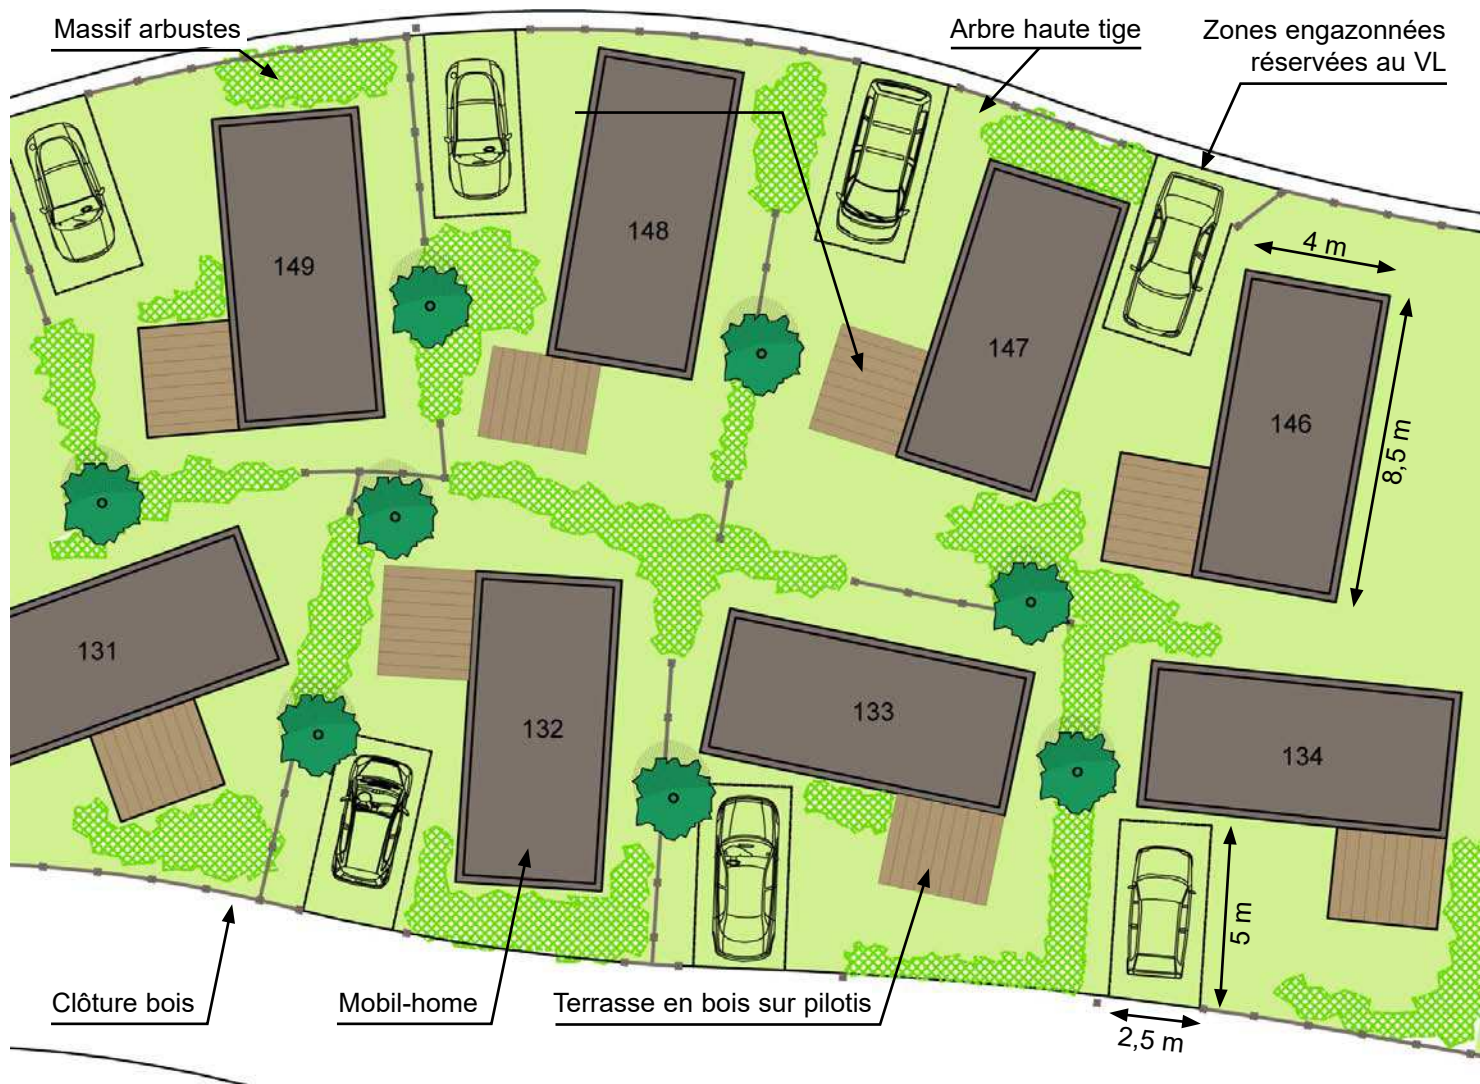 Massif arbustes
Arbre haute tige
Zones engazonnées
réservées au VL
149
148
147
146
4 m
8,5 m
131
132
133
134
5 m
2,5 m
Clôture bois
Mobil-home
Terrasse en bois sur pilotis